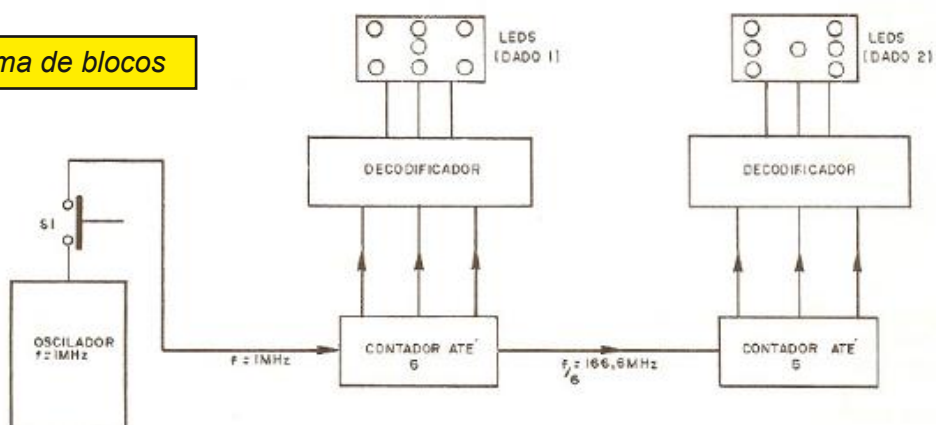 ma de blocos
LEDS
(DADO 1)
LEDS
(DADO 2)
DECODIFICADOR
DECODIFICADOR
S1
OSCILADOR
f=1MHz
F=1MHz
CONTADOR ATÉ
6
f/6=166,6MHz
CONTADOR ATÉ
6